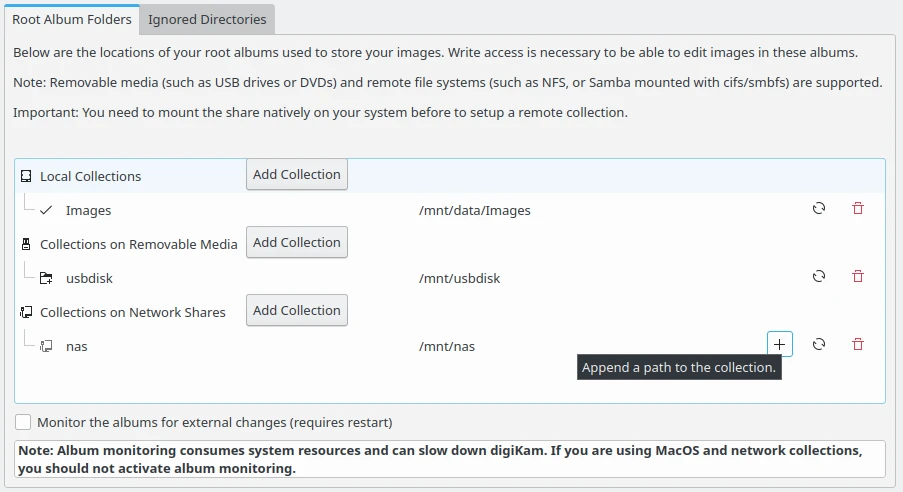 Root Album Folders Ignored Directories
Below are the locations of your root albums used to store your images. Write access is necessary to be able to edit images in these albums.
Note: Removable media (such as USB drives or DVDs) and remote file systems (such as NFS, or Samba mounted with cifs/smbfs) are supported.
Important: You need to mount the share natively on your system before to setup a remote collection.
Local Collections Add Collection
Images /mnt/data/Images
Collections on Removable Media Add Collection
usbdisk /mnt/usbdisk
Collections on Network Shares Add Collection
nas /mnt/nas
Append a path to the collection.
Monitor the albums for external changes (requires restart)
Note: Album monitoring consumes system resources and can slow down digiKam. If you are using MacOS and network collections,
you should not activate album monitoring.